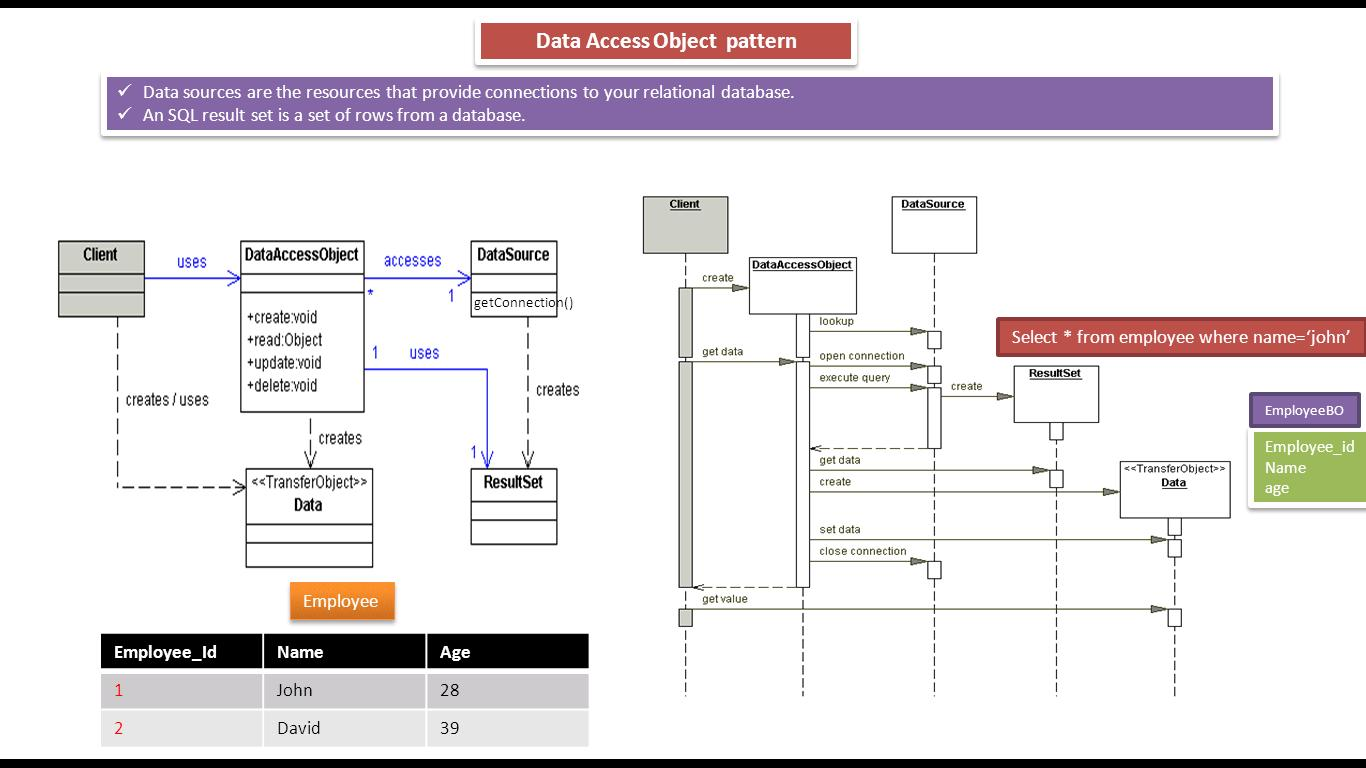 Data Access Object pattern
✓ Data sources are the resources that provide connections to your relational database.
✓ An SQL result set is a set of rows from a database.
Client
uses
DataAccessObject
accesses
DataSource
*
1
getConnection()
+create:void
+read:Object
+update:void
+delete:void
1
uses
creates / uses
creates
creates
1
<<TransferObject>>
Data
ResultSet
Employee
Employee_Id Name Age
1 John 28
2 David 39
Client
DataSource
DataAccessObject
create
lookup
get data
open connection
execute query
create
ResultSet
get data
create
<<TransferObject>>
Data
set data
close connection
get value
Select * from employee where name=‘john’
EmployeeBO
Employee_id
Name
age